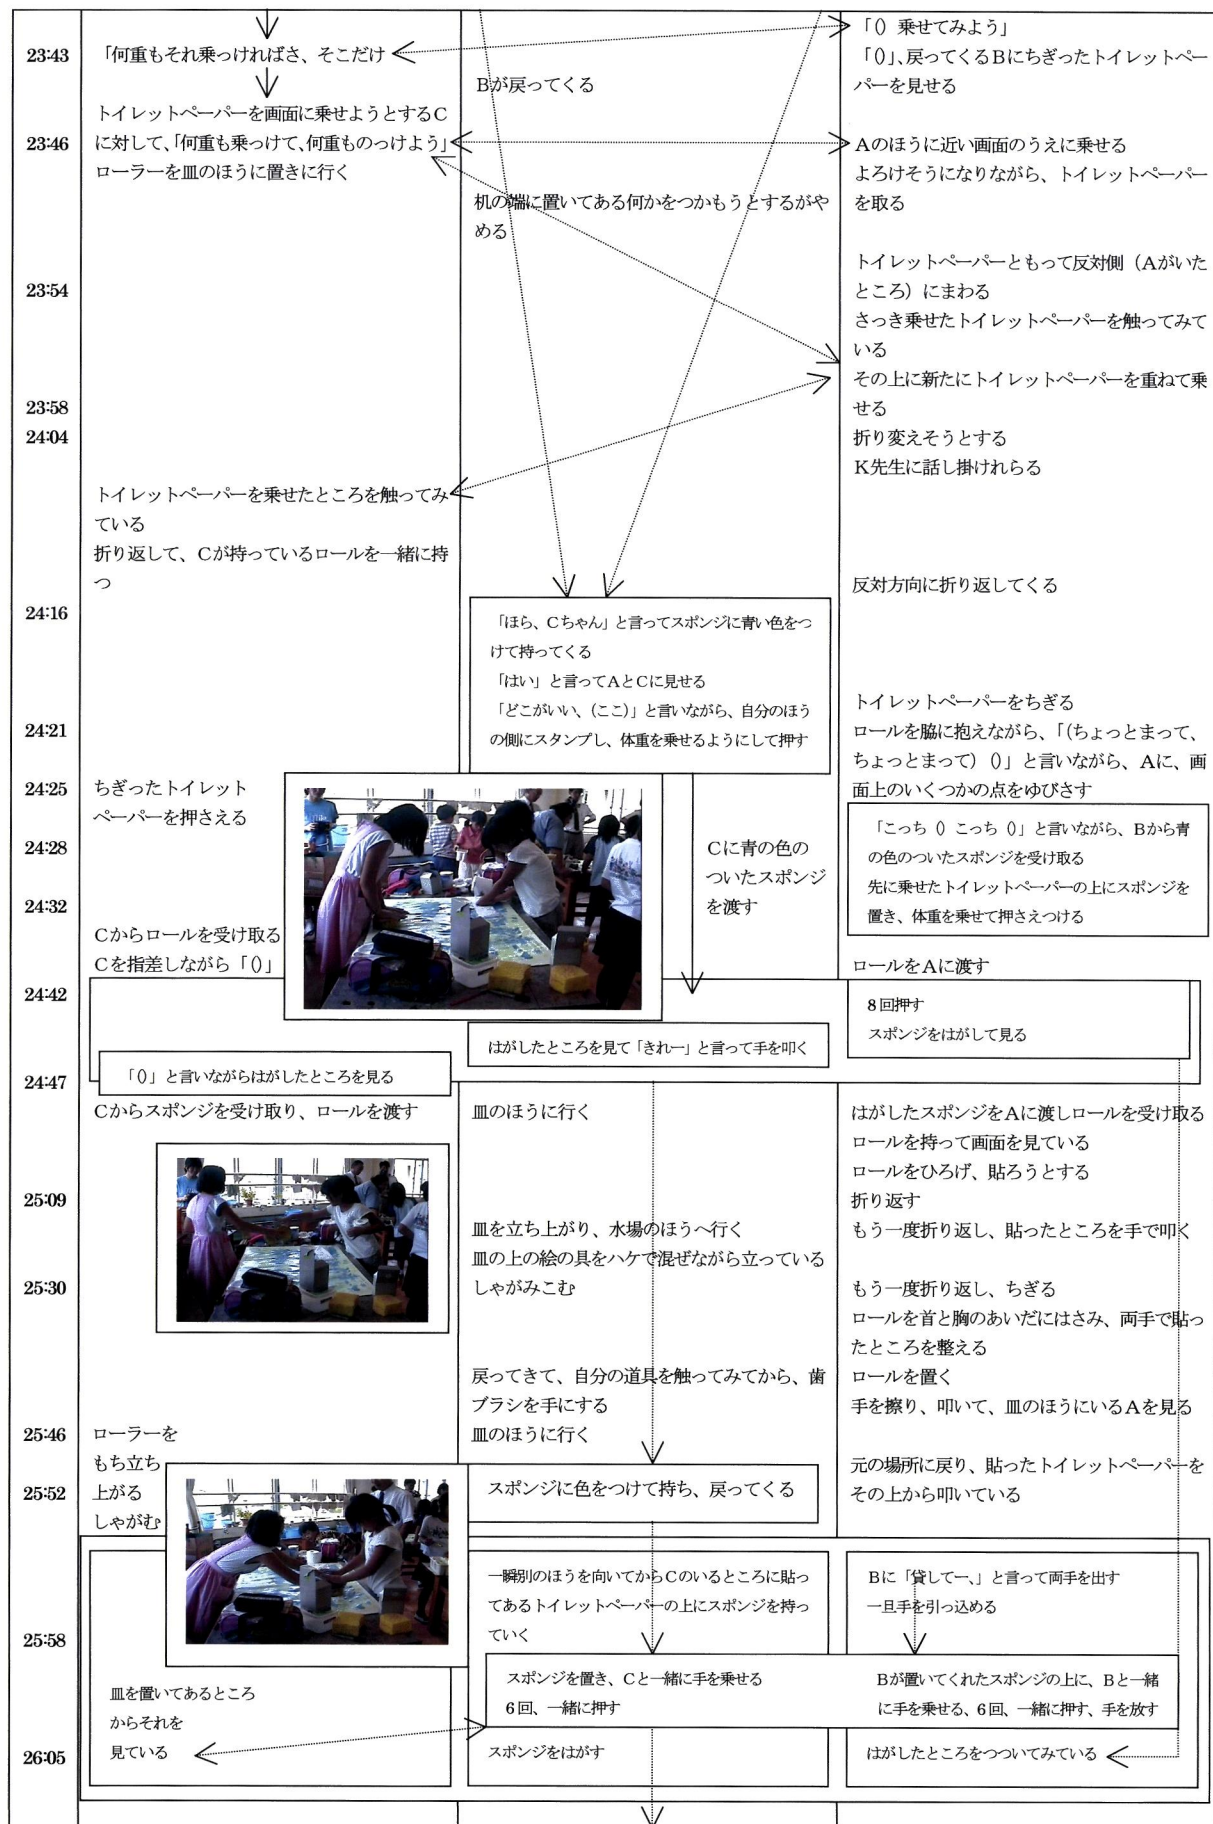 「() 乗せてみよう」
23:43
「何重もそれ乗っければさ、そこだけ
「()」、戻ってくるBにちぎったトイレットペー
パーを見せる
Bが戻ってくる
トイレットペーパーを画面に乗せようとするC
23:46
に対して、「何重も乗っけて、何重ものっけよう」
ローラーを皿のほうに置きに行く
Aのほうに近い画面のうえに乗せる
よろけそうになりながら、トイレットペーパー
を取る
机の端に置いてある何かをつかもうとするがや
める
23:54
トイレットペーパーともって反対側(Aがいた
ところ)にまわる
さっき乗せたトイレットペーパーを触ってみて
いる
23:58
その上に新たにトイレットペーパーを重ねて乗
せる
24:04
折り変えそうとする
K先生に話し掛けれらる
トイレットペーパーを乗せたところを触ってみ
ている
折り返して、Cが持っているロールを一緒に持
つ
反対方向に折り返してくる
24:16
「ほら、Cちゃん」と言ってスポンジに青い色をつ
けて持ってくる
「はい」と言ってAとCに見せる
「どこがいい、(ここ)」と言いながら、自分のほう
の側にスタンプし、体重を乗せるようにして押す
24:21
トイレットペーパーをちぎる
ロールを脇に抱えながら、「(ちょっとまって、
ちょっとまって) ()」と言いながら、Aに、画
面上のいくつかの点をゆびさす
24:25
ちぎったトイレット
ペーパーを押さえる
24:28
Cに青の色の
ついたスポンジ
を渡す
「こっち () こっち ()」と言いながら、Bから青
の色のついたスポンジを受け取る
先に乗せたトイレットペーパーの上にスポンジを
置き、体重を乗せて押さえつける
24:32
Cからロールを受け取る
Cを指差しながら「()」
ロールをAに渡す
24:42
8回押す
スポンジをはがして見る
はがしたところを見て「きれー」と言って手を叩く
「()」と言いながらはがしたところを見る
24:47
Cからスポンジを受け取り、ロールを渡す
皿のほうに行く
はがしたスポンジをAに渡しロールを受け取る
ロールを持って画面を見ている
ロールをひろげ、貼ろうとする
25:09
折り返す
皿を立ち上がり、水場のほうへ行く
もう一度折り返し、貼ったところを手で叩く
皿の上の絵の具をハケで混ぜながら立っている
25:30
しゃがみこむ
もう一度折り返し、ちぎる
ロールを首と胸のあいだにはさみ、両手で貼っ
たところを整える
戻ってきて、自分の道具を触ってみてから、歯
ブラシを手にする
ロールを置く
手を擦り、叩いて、皿のほうにいるAを見る
25:46
ローラーを
もち立ち
上がる
しゃがむ
皿のほうに行く
25:52
スポンジに色をつけて持ち、戻ってくる
元の場所に戻り、貼ったトイレットペーパーを
その上から叩いている
一瞬別のほうを向いてからCのいるところに貼っ
てあるトイレットペーパーの上にスポンジを持っ
ていく
Bに「貸してー、」と言って両手を出す
一旦手を引っ込める
25:58
スポンジを置き、Cと一緒に手を乗せる
6回、一緒に押す
Bが置いてくれたスポンジの上に、Bと一緒
に手を乗せる、6回、一緒に押す、手を放す
皿を置いてあるところ
からそれを
見ている
26:05
スポンジをはがす
はがしたところをつついてみている